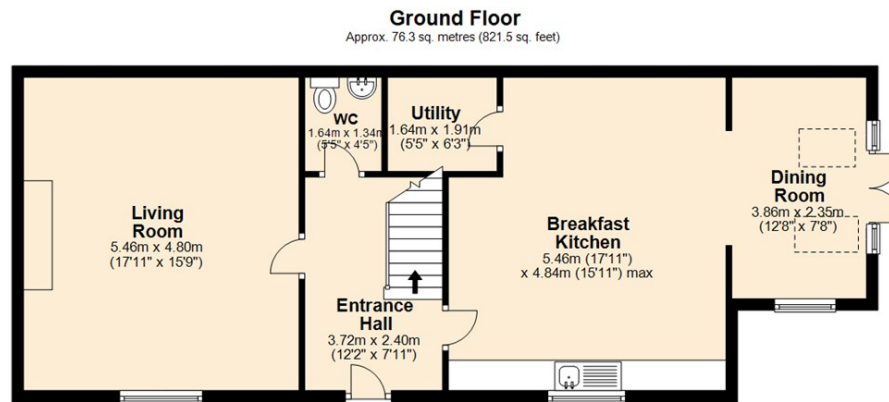 Ground Floor
Approx. 76.3 sq. metres (821.5 sq. feet)
WC
1.64m x 1.34m
(5'5" x 4'5")
Utility
1.64m x 1.91m
(5'5" x 6'3")
Living
Room
5.46m x 4.80m
(17'11" x 15'9")
Breakfast
Kitchen
5.46m (17'11")
x 4.84m (15'11") max
Dining
Room
3.86m x 2.35m
(12'8" x 7'8")
Entrance
Hall
3.72m x 2.40m
(12'2" x 7'11")